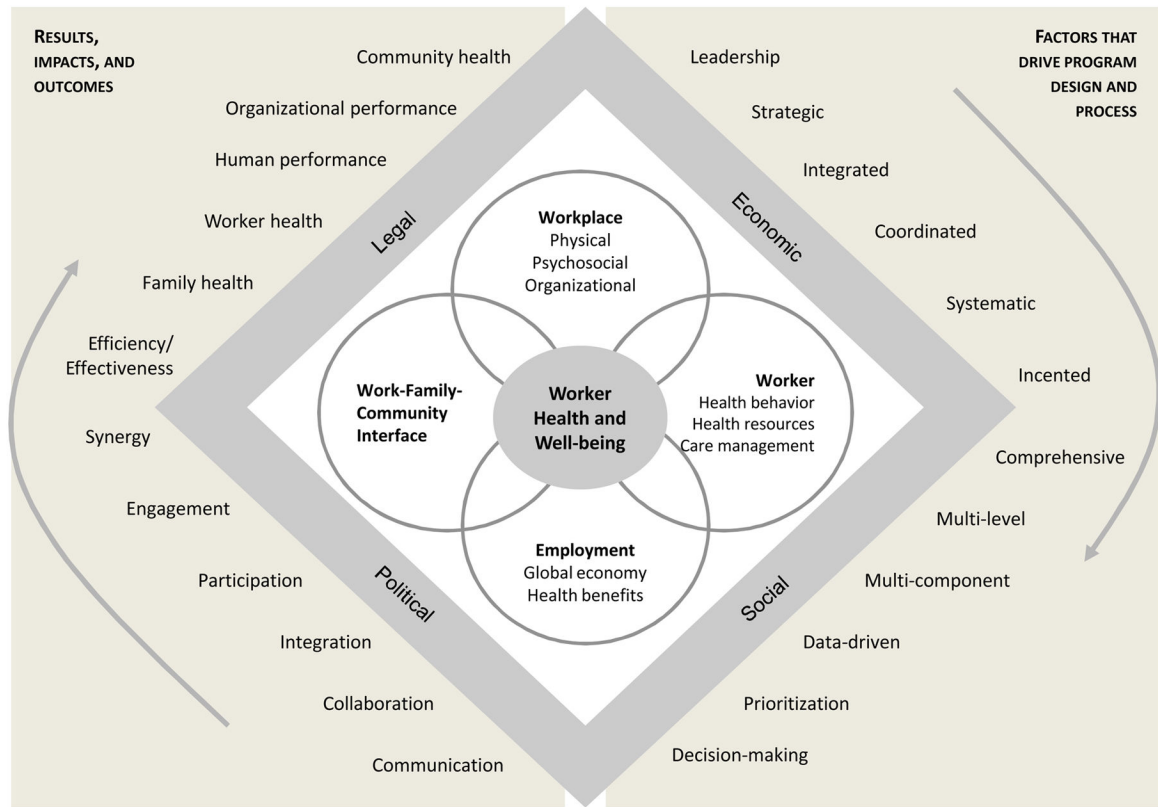 RESULTS,
IMPACTS, AND
OUTCOMES
Community health
Organizational performance
Human performance
Worker health
Family health
Efficiency/
Effectiveness
Synergy
Engagement
Participation
Integration
Collaboration
Communication
Legal
Economic
Political
Social
Workplace
Physical
Psychosocial
Organizational
Work-Family-
Community
Interface
Worker
Health and
Well-being
Worker
Health behavior
Health resources
Care management
Employment
Global economy
Health benefits
FACTORS THAT
DRIVE PROGRAM
DESIGN AND
PROCESS
Leadership
Strategic
Integrated
Coordinated
Systematic
Incented
Comprehensive
Multi-level
Multi-component
Data-driven
Prioritization
Decision-making